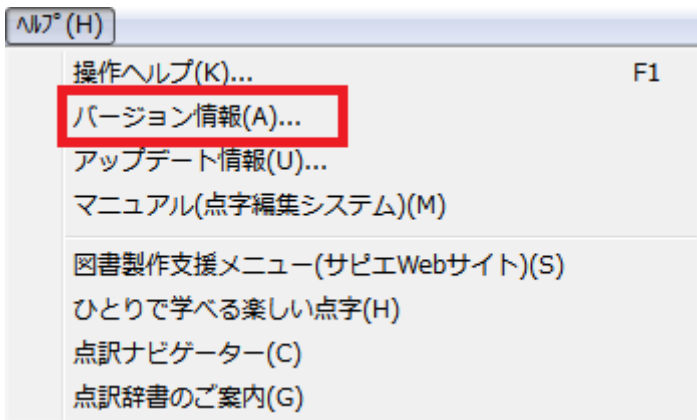 ﾍﾙﾌﾟ(H)
操作ヘルプ(K)... F1
バージョン情報(A)...
アップデート情報(U)...
マニュアル(点字編集システム)(M)
図書製作支援メニュー(サピエWebサイト)(S)
ひとりで学べる楽しい点字(H)
点訳ナビゲーター(C)
点訳辞書のご案内(G)